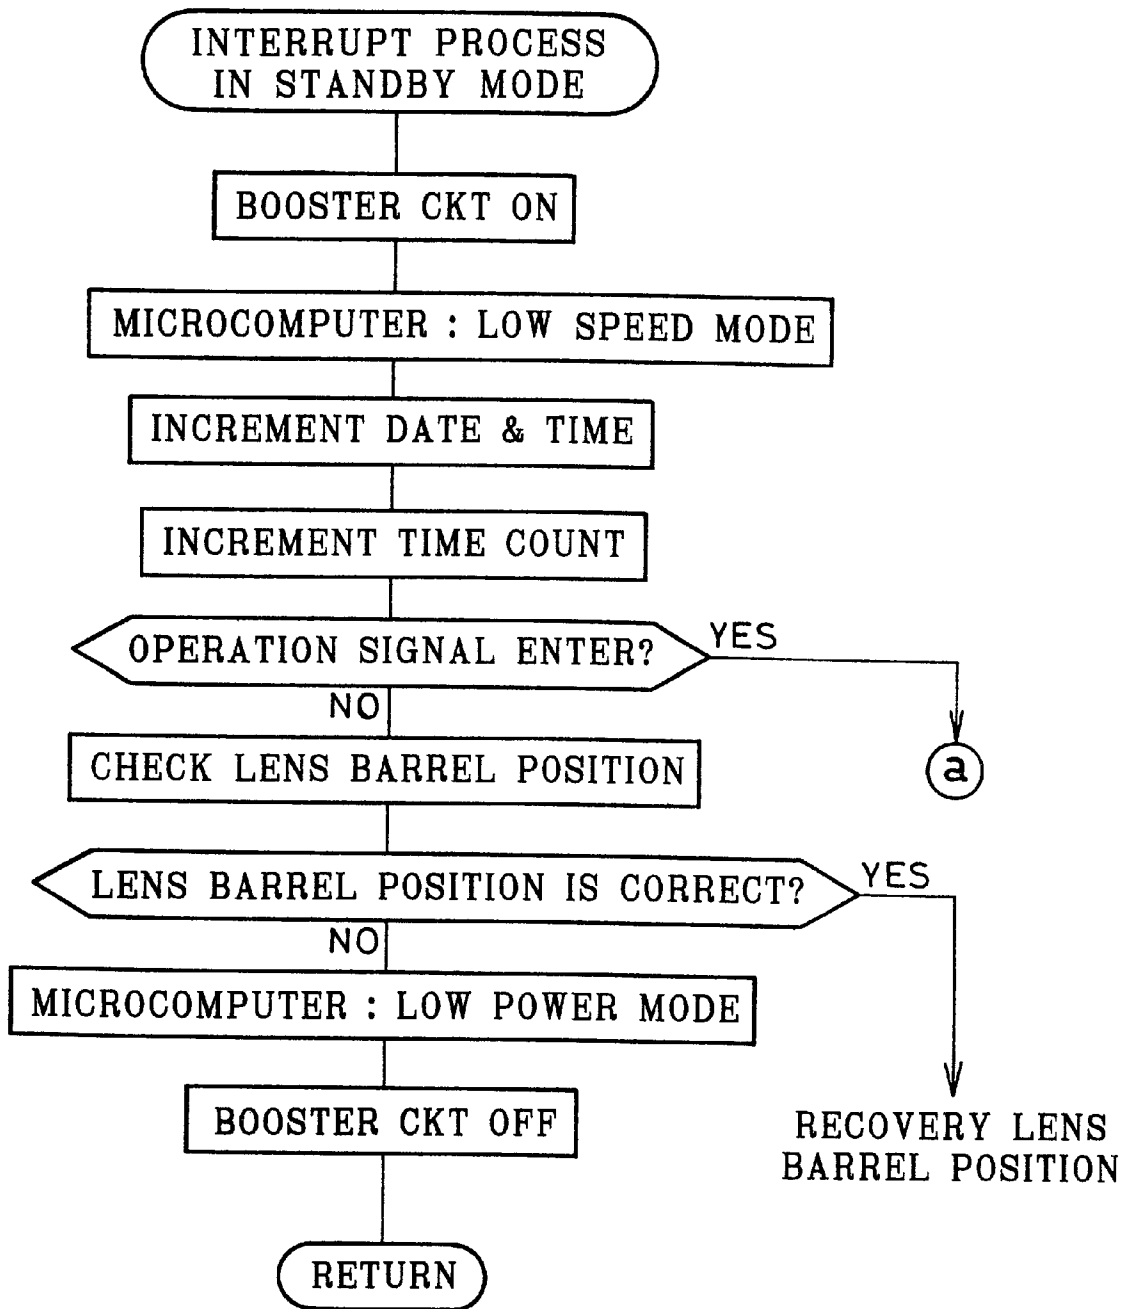 INTERRUPT PROCESS
IN STANDBY MODE
BOOSTER CKT ON
MICROCOMPUTER : LOW SPEED MODE
INCREMENT DATE & TIME
INCREMENT TIME COUNT
OPERATION SIGNAL ENTER?
YES
NO
a
CHECK LENS BARREL POSITION
LENS BARREL POSITION IS CORRECT?
YES
NO
MICROCOMPUTER : LOW POWER MODE
BOOSTER CKT OFF
RECOVERY LENS
BARREL POSITION
RETURN